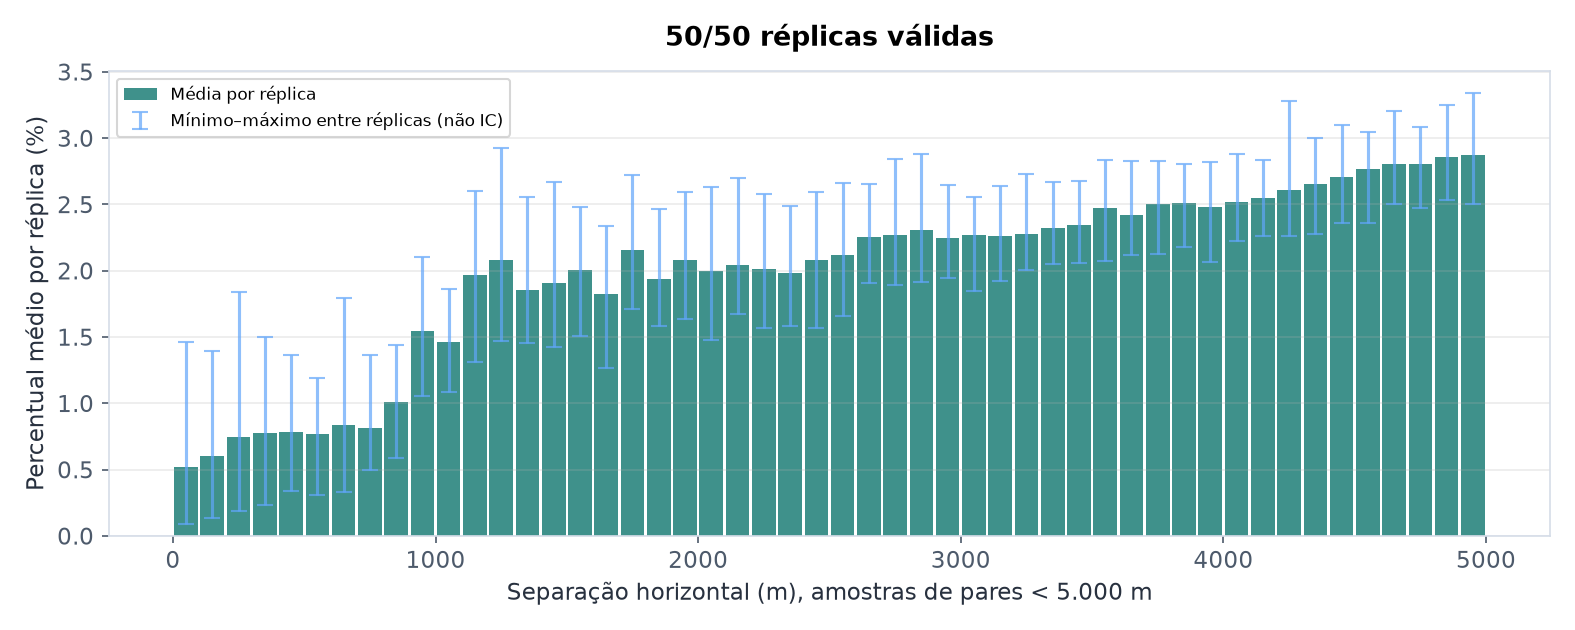 50/50 réplicas válidas
Média por réplica
Mínimo–máximo entre réplicas (não IC)
Percentual médio por réplica (%)
3.5
3.0
2.5
2.0
1.5
1.0
0.5
0.0
0 1000 2000 3000 4000 5000
Separação horizontal (m), amostras de pares < 5.000 m